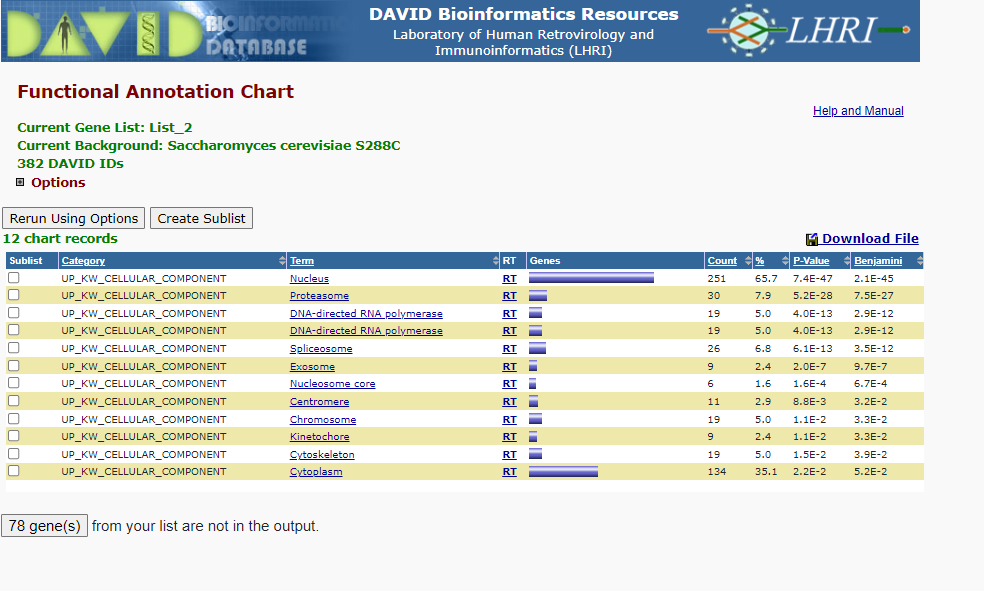 DAVID BIOINFORMATICS DATABASE
DAVID Bioinformatics Resources
Laboratory of Human Retrovirology and
Immunoinformatics (LHRI)
LHRI
Functional Annotation Chart
Help and Manual
Current Gene List: List_2
Current Background: Saccharomyces cerevisiae S288C
382 DAVID IDs
Options
Rerun Using Options Create Sublist
12 chart records Download File
Sublist Category Term RT Genes Count % P-Value Benjamini
UP_KW_CELLULAR_COMPONENT Nucleus RT 251 65.7 7.4E-47 2.1E-45
UP_KW_CELLULAR_COMPONENT Proteasome RT 30 7.9 5.2E-28 7.5E-27
UP_KW_CELLULAR_COMPONENT DNA-directed RNA polymerase RT 19 5.0 4.0E-13 2.9E-12
UP_KW_CELLULAR_COMPONENT DNA-directed RNA polymerase RT 19 5.0 4.0E-13 2.9E-12
UP_KW_CELLULAR_COMPONENT Spliceosome RT 26 6.8 6.1E-13 3.5E-12
UP_KW_CELLULAR_COMPONENT Exosome RT 9 2.4 2.0E-7 9.7E-7
UP_KW_CELLULAR_COMPONENT Nucleosome core RT 6 1.6 1.6E-4 6.7E-4
UP_KW_CELLULAR_COMPONENT Centromere RT 11 2.9 8.8E-3 3.2E-2
UP_KW_CELLULAR_COMPONENT Chromosome RT 19 5.0 1.1E-2 3.3E-2
UP_KW_CELLULAR_COMPONENT Kinetochore RT 9 2.4 1.1E-2 3.3E-2
UP_KW_CELLULAR_COMPONENT Cytoskeleton RT 19 5.0 1.5E-2 3.9E-2
UP_KW_CELLULAR_COMPONENT Cytoplasm RT 134 35.1 2.2E-2 5.2E-2
78 gene(s) from your list are not in the output.